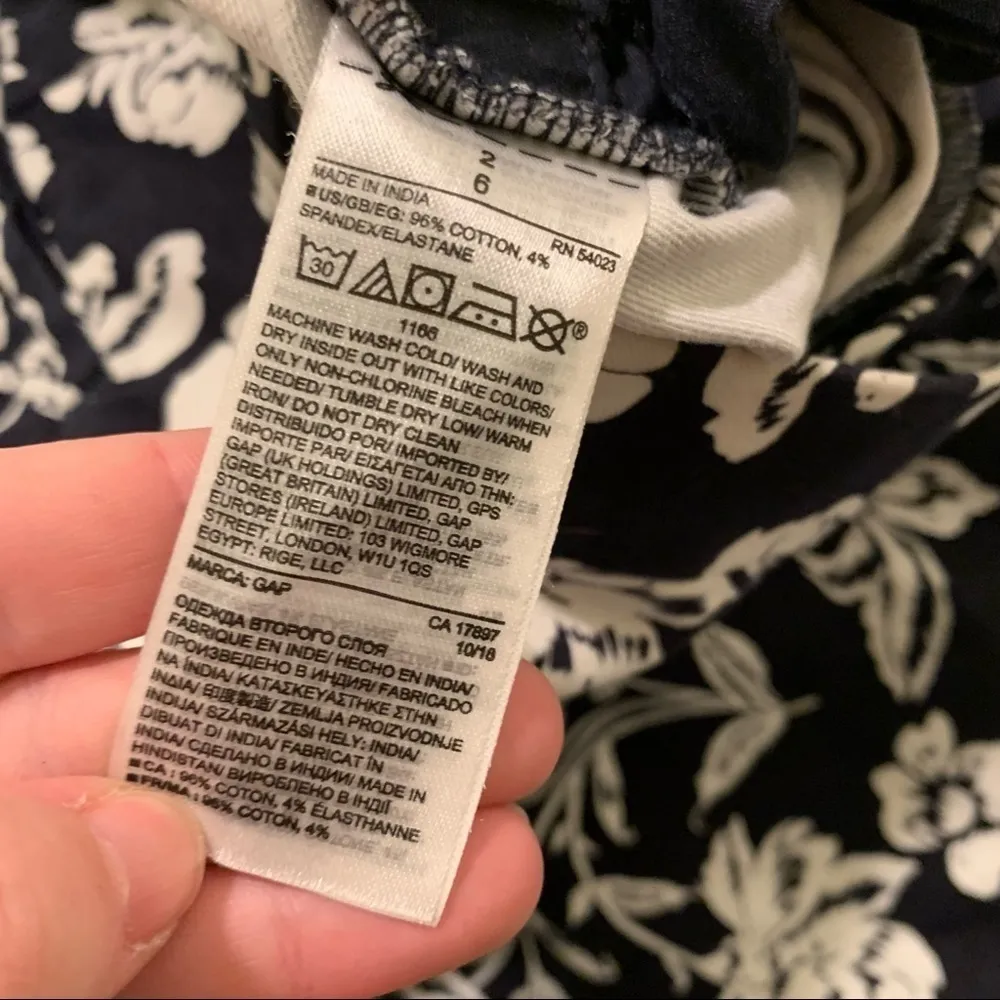 2
6
MADE IN INDIA
RN 54023
■US/GB/EG: 96% COTTON, 4%
SPANDEX/ELASTANE
30
®
1166
MACHINE WASH COLD/ WASH AND
DRY INSIDE OUT WITH LIKE COLORS/
ONLY NON-CHLORINE BLEACH WHEN
NEEDED/ TUMBLE DRY LOW/ WARM
IRON/ DO NOT DRY CLEAN
DISTRIBUIDO POR/ IMPORTED BY/
IMPORTE PAR/ ΕΙΣΑΓΕΤΑΙ ΑΠΟ ΤΗΝ:
GAP (UK HOLDINGS) LIMITED, GPS
(GREAT BRITAIN) LIMITED, GAP
STORES (IRELAND) LIMITED, GAP
EUROPE LIMITED: 103 WIGMORE
STREET, LONDON, W1U 1QS
EGYPT: RIGE, LLC
MARCA: GAP
CA 17897
10/18
ОДЕЖДА ВТОРОГО СЛОЯ
FABRIQUE EN INDE/ HECHO EN INDIA/
ПРОИЗВЕДЕНО В ИНДИЯ/ FABRICADO
NA ÍNDIA/ ΚΑΤΑΣΚΕΥΑΣΤΗΚΕ ΣΤΗΝ
ΙΝΔΙΑ/ 印度製造/ ZEMLJA PROIZVODNJE
INDIJA/ SZÁRMAZÁSI HELY: INDIA/
DIBUAT DI INDIA/ FABRICAT ÎN
INDIA/ СДЕЛАНО В ИНДИИ/ MADE IN
HINDISTAN/ ВИРОБЛЕНО В ІНДІЇ
■CA : 96% COTON, 4% ÉLASTHANNE
■FR/MA : 96% COTON, 4%